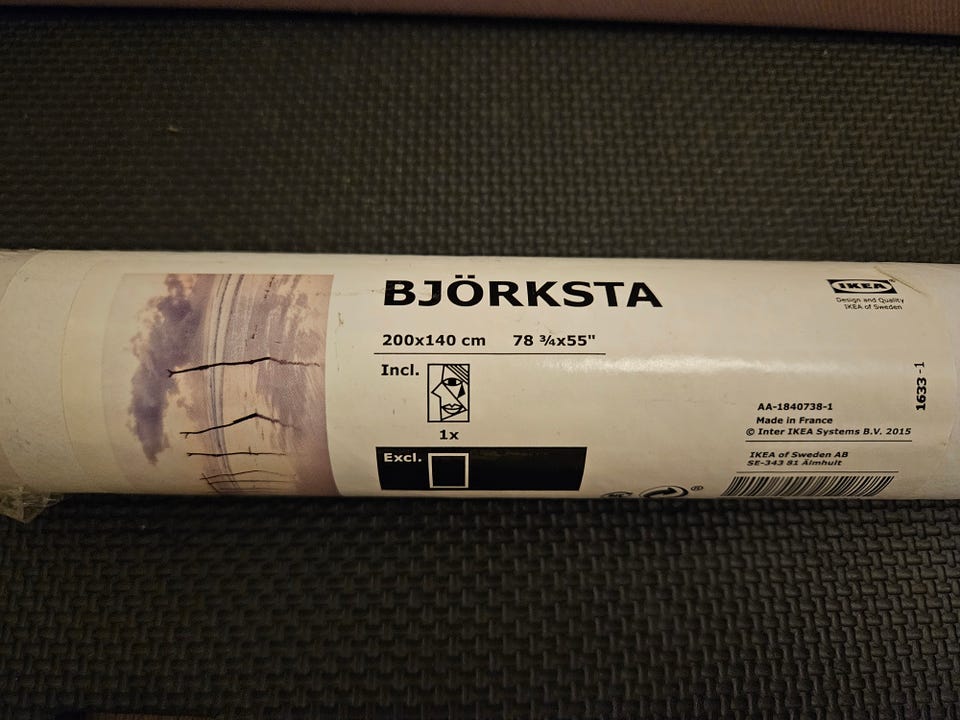 BJÖRKSTA
200x140 cm 78 ¾x55"
Incl.
1x
Excl.
IKEA
®
Design and Quality
IKEA of Sweden
1633-1
AA-1840738-1
Made in France
© Inter IKEA Systems B.V. 2015
IKEA of Sweden AB
SE-343 81 Älmhult
®